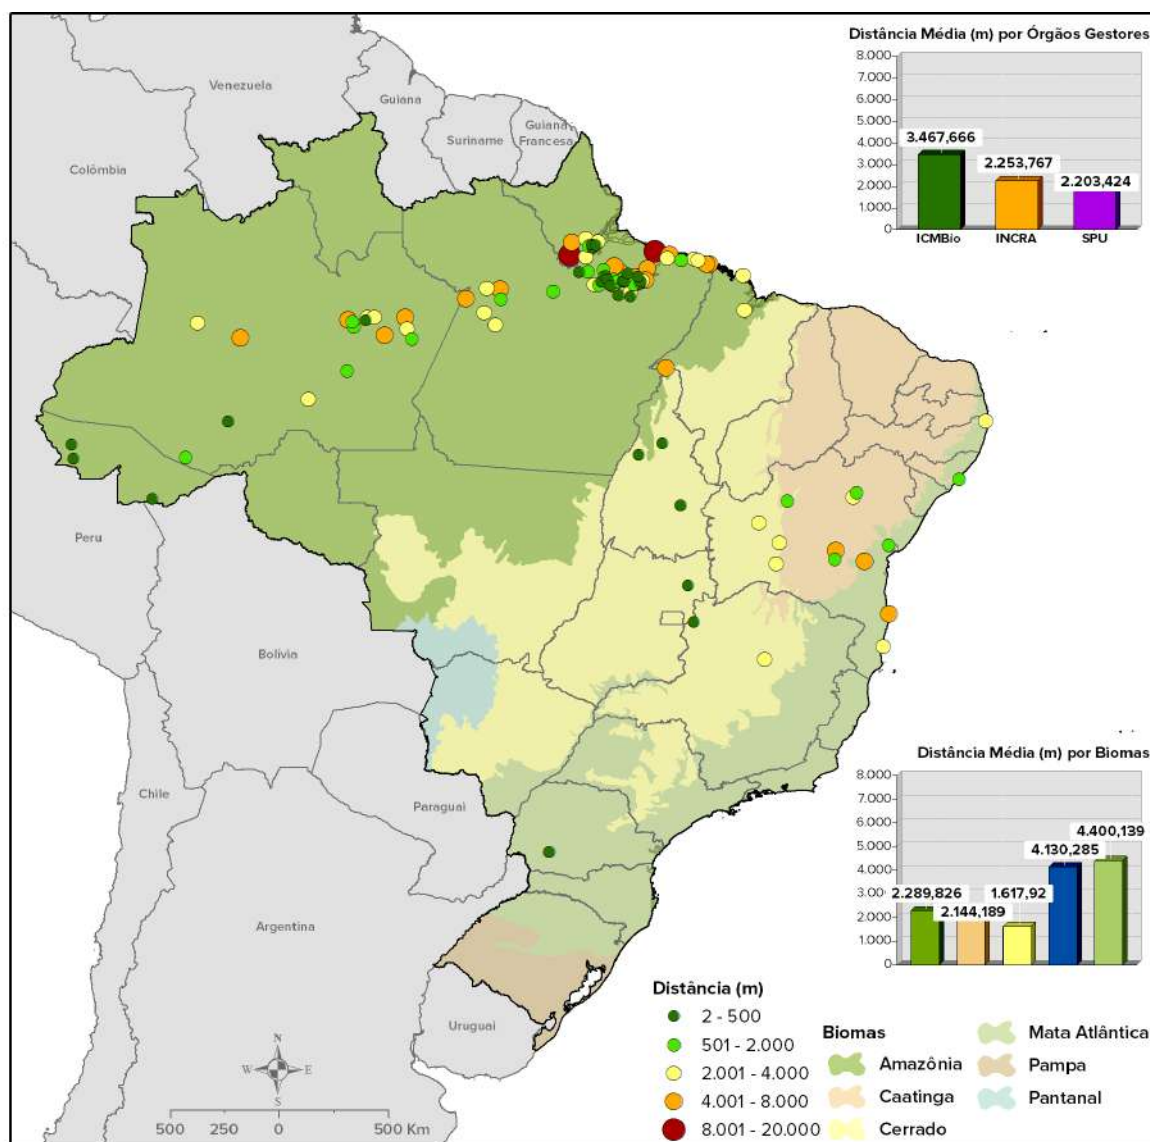 Distância Média (m) por Órgãos Gestores
8.000
7.000
6.000
5.000
4.000
3.000
2.000
1.000
0
3.467,666
2.253,767
2.203,424
ICMBio
INCRA
SPU
Venezuela
Guiana
Suriname
Guiana
Francesa
Colômbia
Peru
Bolívia
Chile
Paraguai
Argentina
Uruguai
Distância Média (m) por Biomas
8.000
7.000
6.000
5.000
4.000
3.000
2.000
1.000
0
2.289,826
2.144,189
1.617,92
4.130,285
4.400,139
Distância (m)
2 - 500
501 - 2.000
2.001 - 4.000
4.001 - 8.000
8.001 - 20.000
Biomas
Amazônia
Caatinga
Cerrado
Mata Atlântica
Pampa
Pantanal
N
W E
S
500 250 0 500 Km